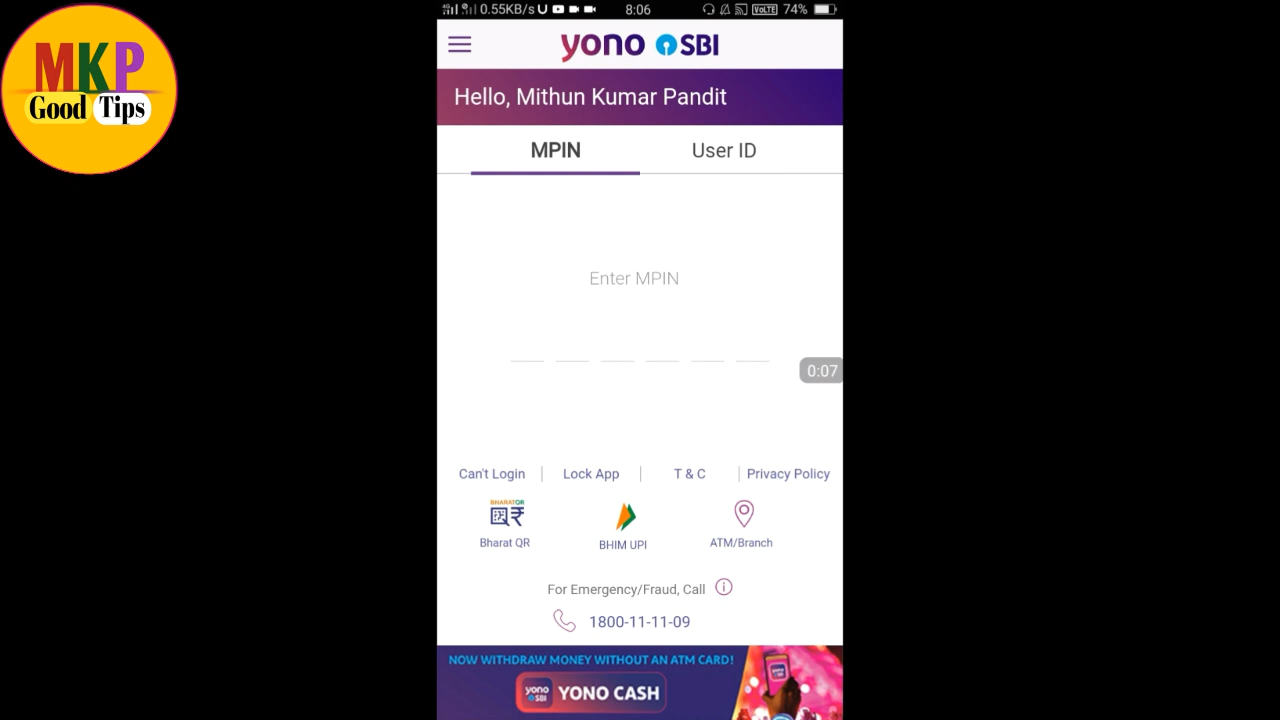 MKP
Good Tips
0.55KB/s 8:06 VoLTE 74%
yono SBI
Hello, Mithun Kumar Pandit
MPIN User ID
Enter MPIN
0:07
Can't Login | Lock App | T & C | Privacy Policy
BHARATQR
Bharat QR BHIM UPI ATM/Branch
For Emergency/Fraud, Call
1800-11-11-09
NOW WITHDRAW MONEY WITHOUT AN ATM CARD!
yono SBI YONO CASH